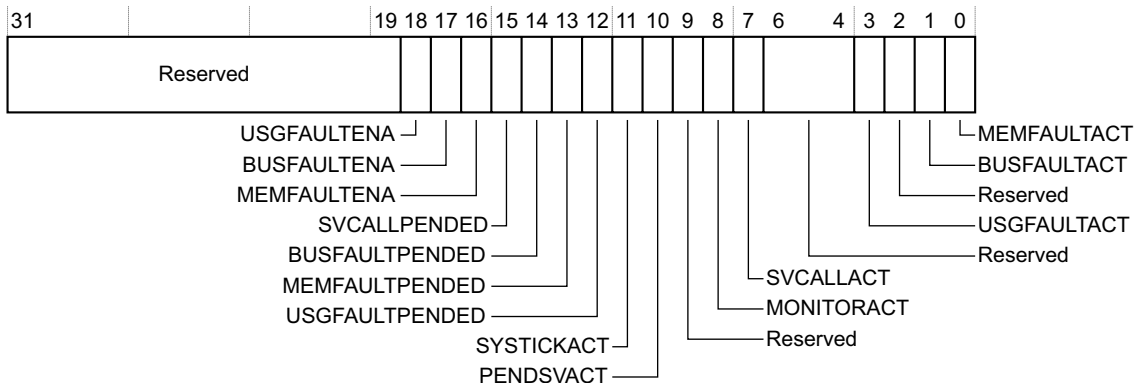 31 19 18 17 16 15 14 13 12 11 10 9 8 7 6 4 3 2 1 0
Reserved
USGFAULTENA MEMFAULTACT
BUSFAULTENA BUSFAULTACT
MEMFAULTENA Reserved
SVCALLPENDED USGFAULTACT
BUSFAULTPENDED Reserved
MEMFAULTPENDED SVCALLACT
USGFAULTPENDED MONITORACT
SYSTICKACT Reserved
PENDSVACT